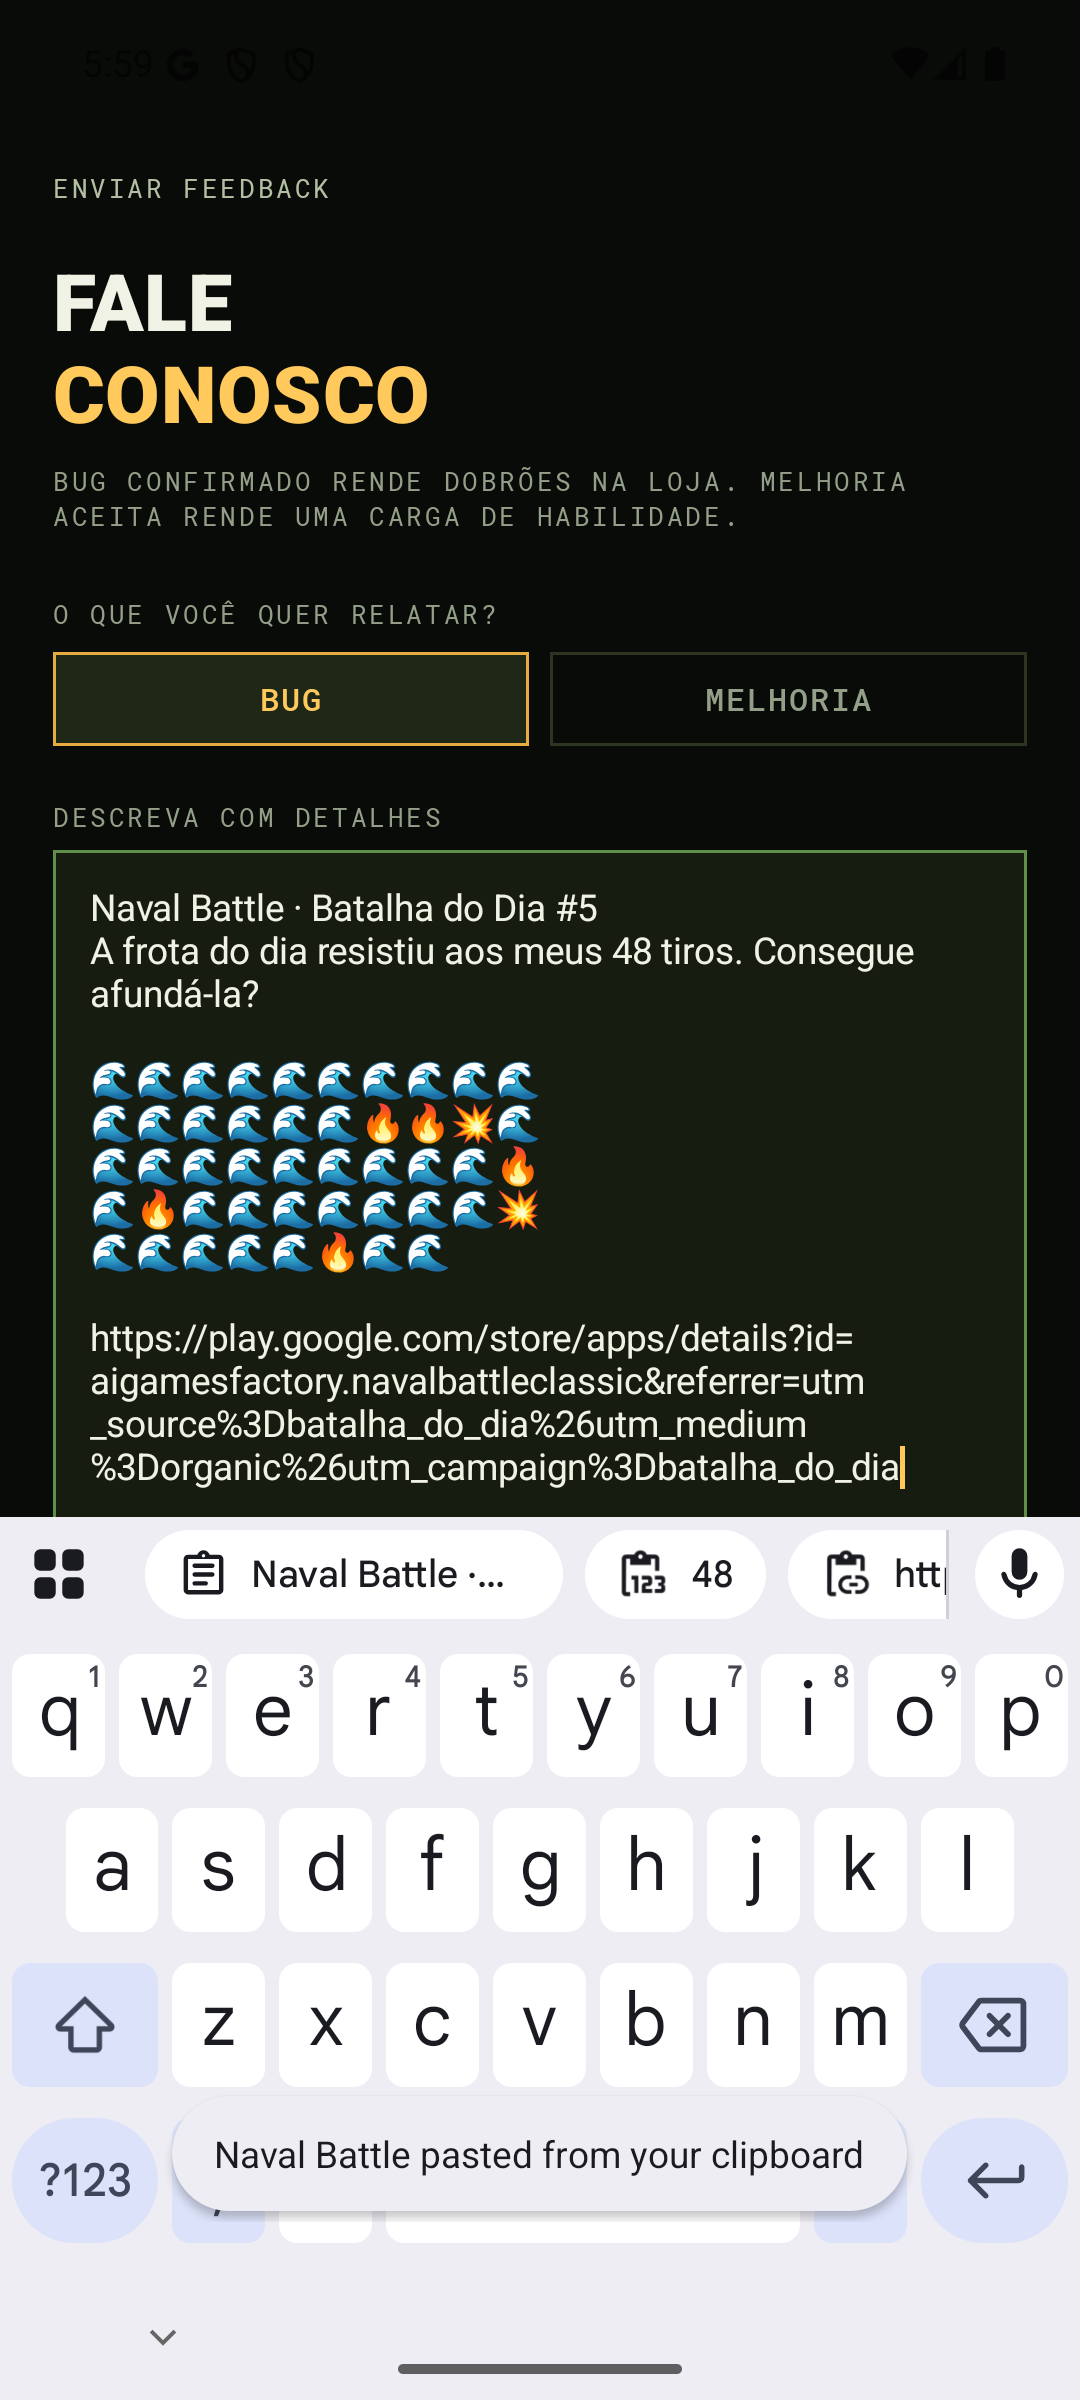 5:59
ENVIAR FEEDBACK
FALE
CONOSCO
BUG CONFIRMADO RENDE DOBRÕES NA LOJA. MELHORIA
ACEITA RENDE UMA CARGA DE HABILIDADE.
O QUE VOCÊ QUER RELATAR?
BUG
MELHORIA
DESCREVA COM DETALHES
Naval Battle · Batalha do Dia #5
A frota do dia resistiu aos meus 48 tiros. Consegue
afundá-la?
🌊🌊🌊🌊🌊🌊🌊🌊🌊🌊
🌊🌊🌊🌊🌊🌊🔥🔥💥🌊
🌊🌊🌊🌊🌊🌊🌊🌊🌊🔥
🌊🔥🌊🌊🌊🌊🌊🌊🌊💥
🌊🌊🌊🌊🌊🔥🌊🌊
https://play.google.com/store/apps/details?id=
aigamesfactory.navalbattleclassic&referrer=utm
_source%3Dbatalha_do_dia%26utm_medium
%3Dorganic%26utm_campaign%3Dbatalha_do_dia
Naval Battle ·... 123 48 htt
q1 w2 e3 r4 t5 y6 u7 i8 o9 p0
a s d f g h j k l
z x c v b n m
?123
Naval Battle pasted from your clipboard